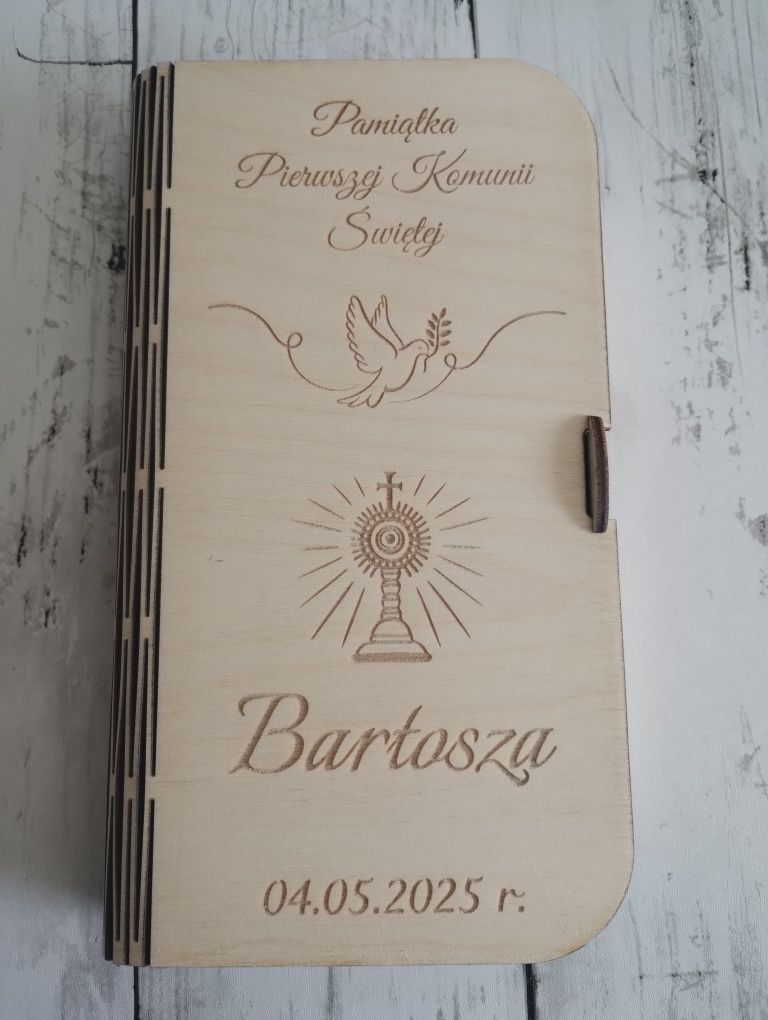 Pamiątka
Pierwszej Komunii
Świętej
Bartosza
04.05.2025 r.